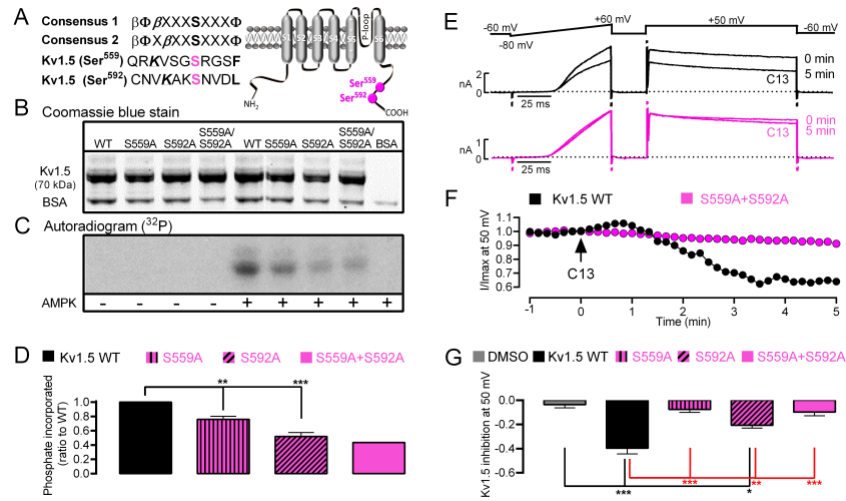 A
Consensus 1 βΦβXXXSXXXΦ
Consensus 2 βΦXβXXSXXXΦ
Kv1.5 (Ser559) QRKVSGSRGSF
Kv1.5 (Ser592) CNVKAKSNVDL
S1 S2 S3 S4 S5 P-loop S6
Ser559
Ser592
NH2
COOH
B Coomassie blue stain
WT S559A S592A S559A/S592A WT S559A S592A S559A/S592A BSA
Kv1.5
(70 kDa)
BSA
C Autoradiogram (32P)
AMPK - - - - + + + + +
D
Kv1.5 WT S559A S592A S559A+S592A
Phosphate incorporated
(ratio to WT)
1.0
0.8
0.6
0.4
0.2
0.0
** ***
E
+60 mV +50 mV
-60 mV -60 mV
-80 mV
0 min
5 min
C13
2
nA
0
25 ms
0 min
5 min
C13
1
nA
0
25 ms
F
Kv1.5 WT S559A+S592A
I/Imax at 50 mV
1.1
1.0
0.9
0.8
0.7
0.6
C13
-1 0 1 2 3 4 5
Time (min)
G
DMSO Kv1.5 WT S559A S592A S559A+S592A
Kv1.5 inhibition at 50 mV
-0.0
-0.2
-0.4
-0.6
*** ** ***
*** *